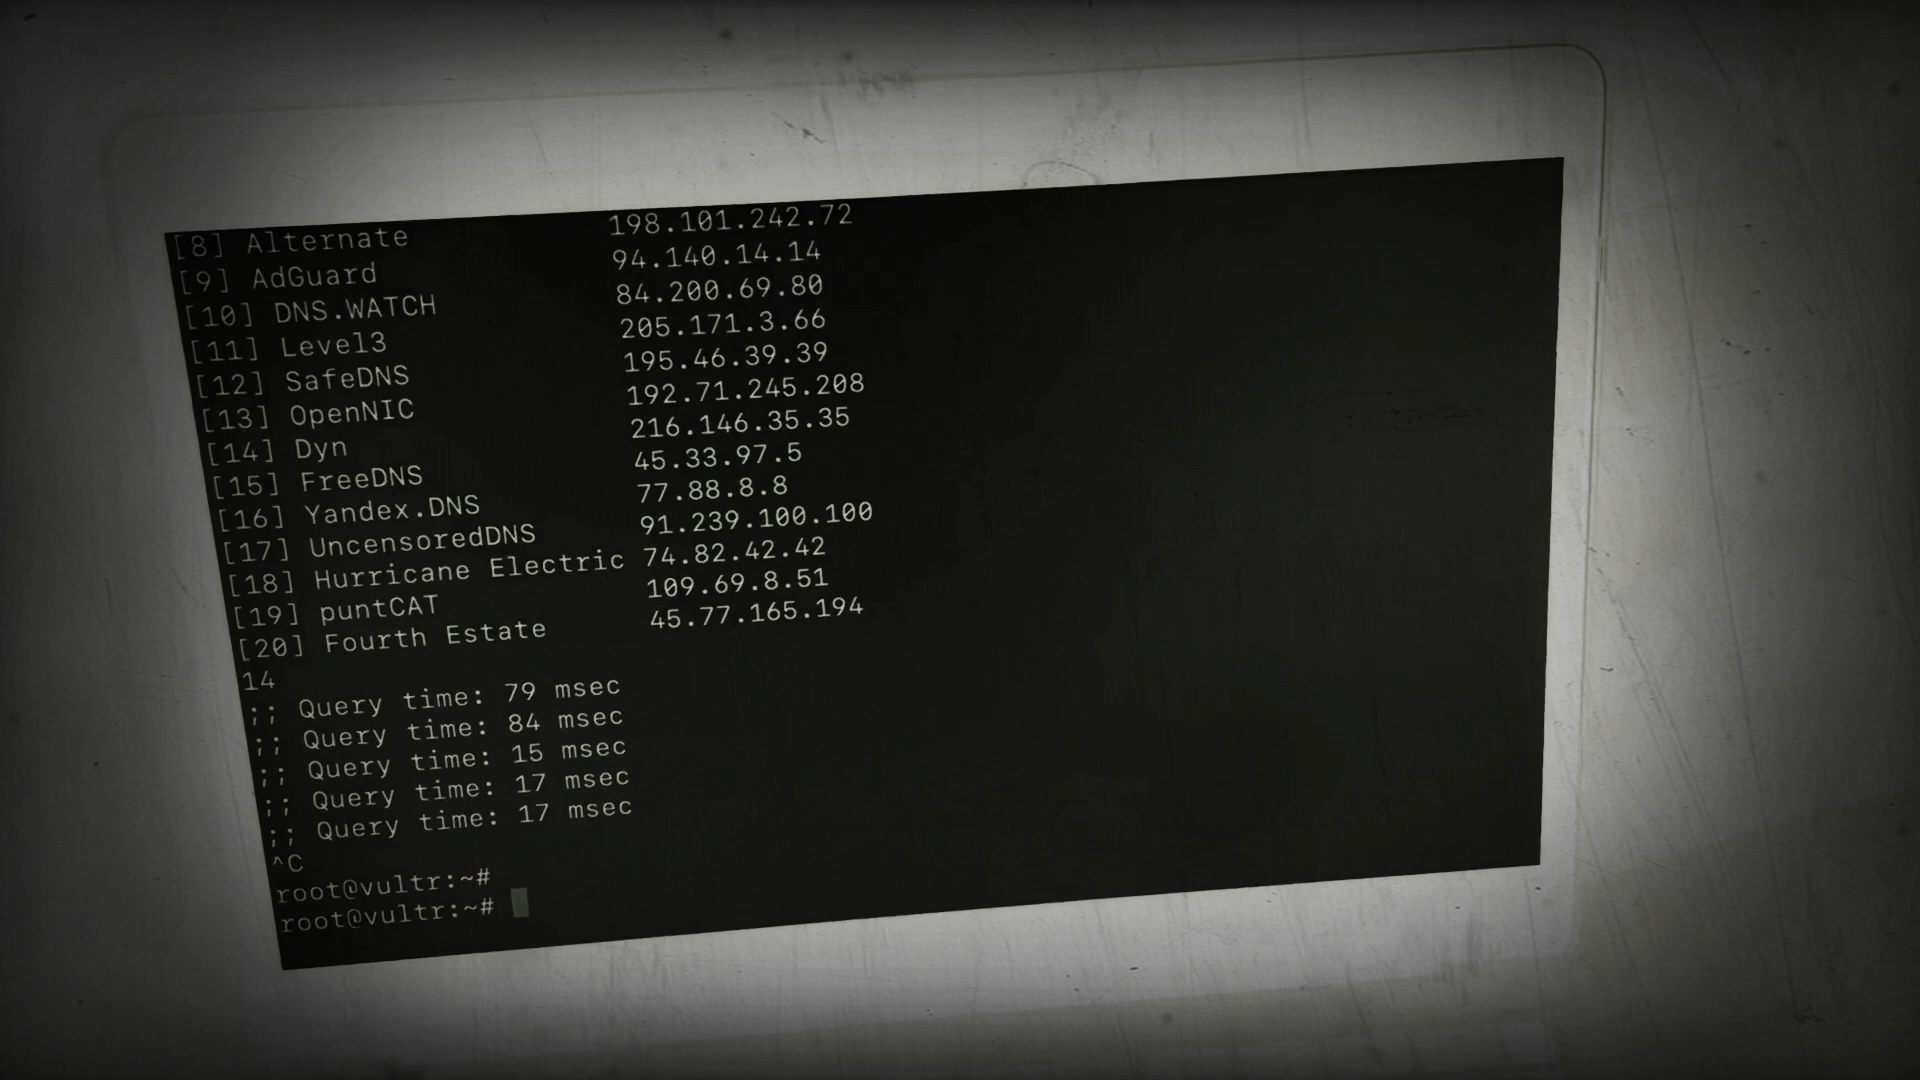 [8] Alternate 198.101.242.72
[9] AdGuard 94.140.14.14
[10] DNS.WATCH 84.200.69.80
[11] Level3 205.171.3.66
[12] SafeDNS 195.46.39.39
[13] OpenNIC 192.71.245.208
[14] Dyn 216.146.35.35
[15] FreeDNS 45.33.97.5
[16] Yandex.DNS 77.88.8.8
[17] UncensoredDNS 91.239.100.100
[18] Hurricane Electric 74.82.42.42
[19] puntCAT 109.69.8.51
[20] Fourth Estate 45.77.165.194
14
;; Query time: 79 msec
;; Query time: 84 msec
;; Query time: 15 msec
;; Query time: 17 msec
;; Query time: 17 msec
^C
root@vultr:~#
root@vultr:~#